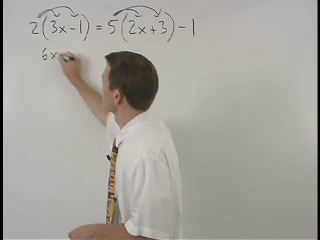 2(3x-1) = 5(2x+3)-1
6x